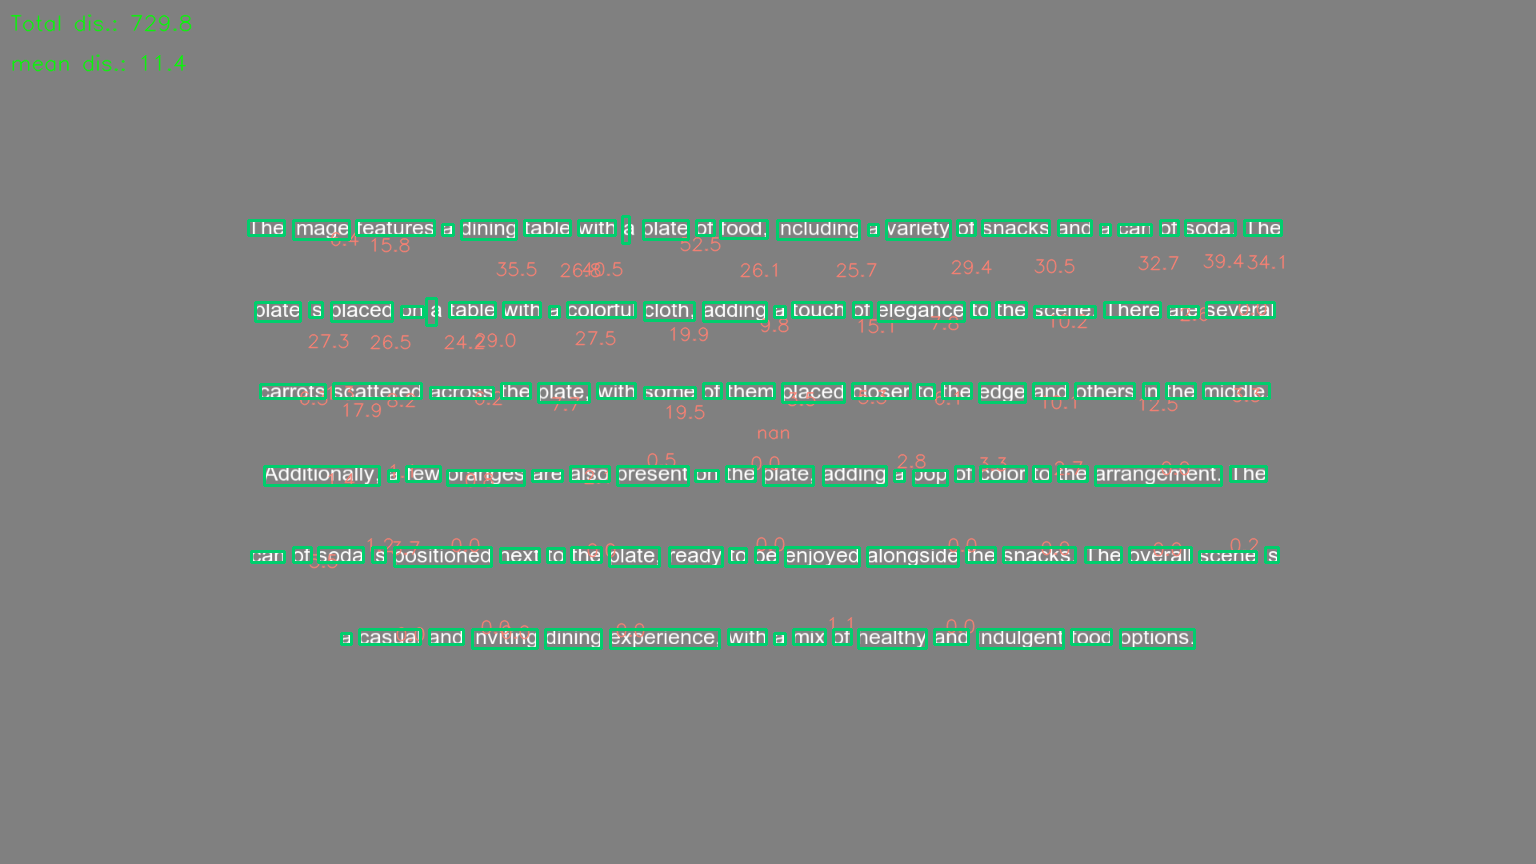 Total dis.: 729.8
mean dis.: 11.4
The image features a dining table with a plate of food, including a variety of snacks and a can of soda. The
15.8 52.5
35.5 26.8 40.5 26.1 25.7 29.4 30.5 32.7 39.4 34.1
plate is placed on a table with a colorful cloth, adding a touch of elegance to the scene. There are several
27.3 26.5 24.2 29.0 27.5 19.9 9.8 15.1 7.8 10.2
carrots scattered across the plate, with some of them placed closer to the edge and others in the middle.
17.9 8.2 7.7 19.5 10.1 12.5
nan
0.5 0.0 2.8 3.3 2.7
Additionally, a few oranges are also present on the plate, adding a pop of color to the arrangement. The
1.2 3.7 0.0 0.0 0.0 0.2
can of soda is positioned next to the plate, ready to be enjoyed alongside the snacks. The overall scene is
0.0 1.1 0.0
a casual and inviting dining experience, with a mix of healthy and indulgent food options.